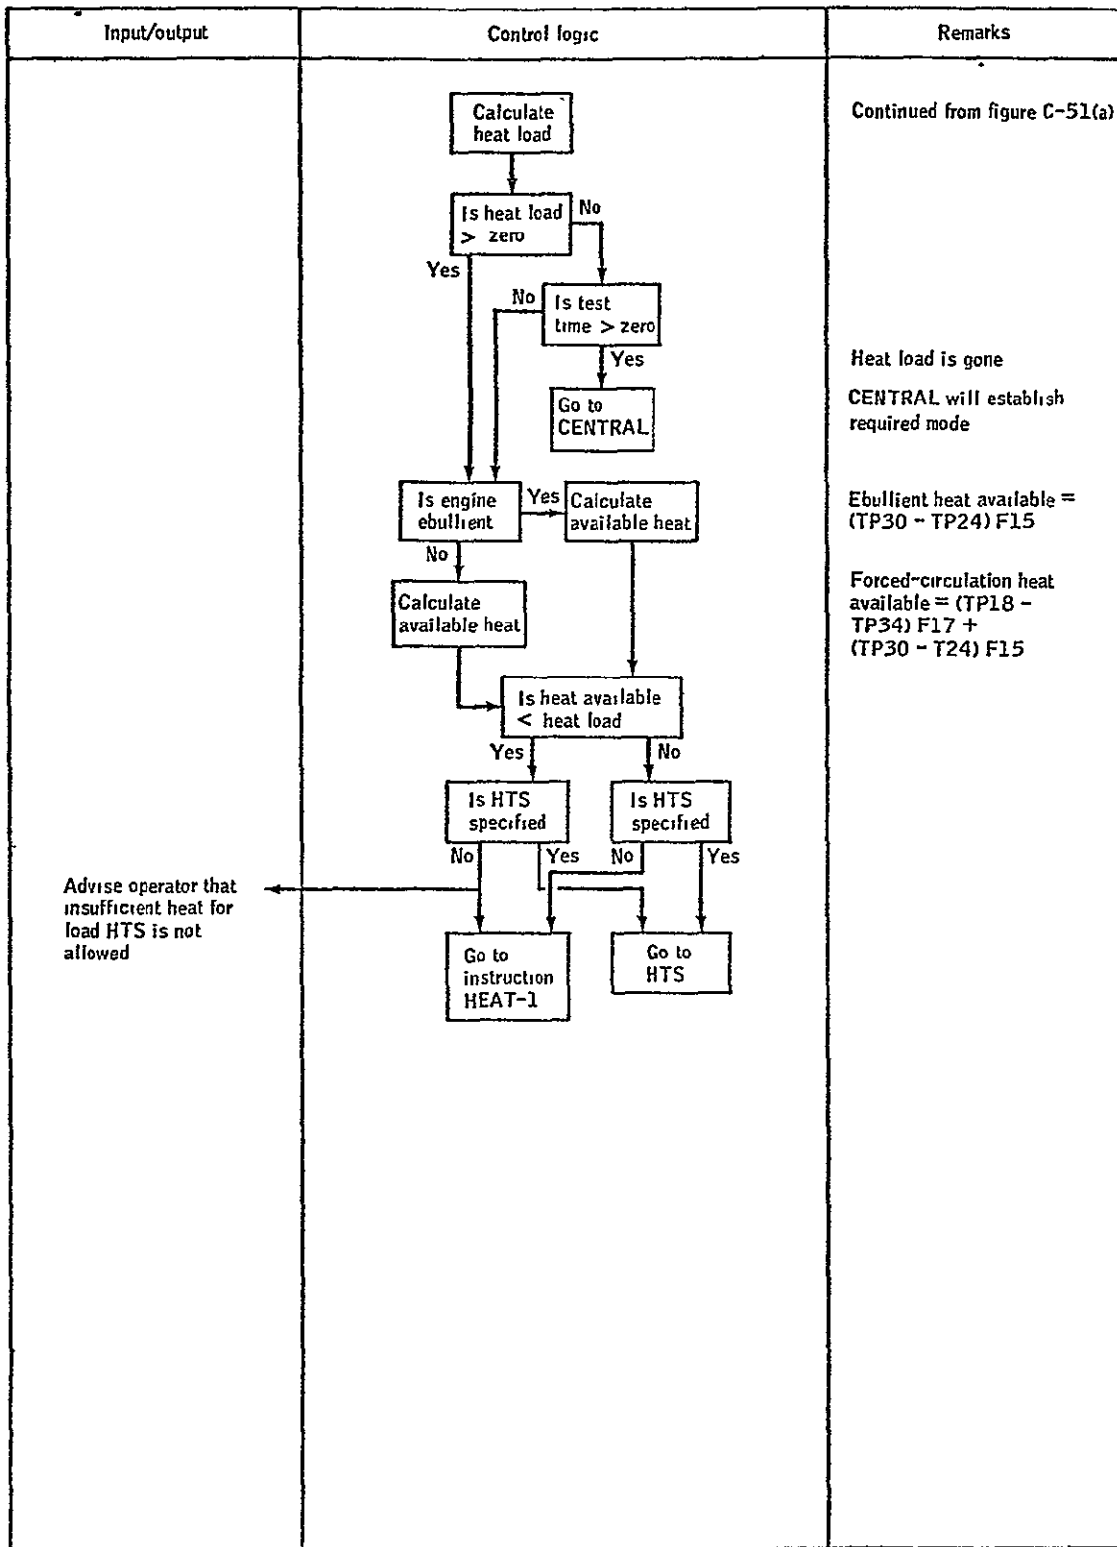 Input/output
Control logic
Remarks
Calculate
heat load
Continued from figure C-51(a)
Is heat load
> zero
No
Yes
No
Is test
time > zero
Yes
Heat load is gone
Go to
CENTRAL
CENTRAL will establish
required mode
Is engine
ebullient
Yes
Calculate
available heat
Ebullient heat available =
(TP30 - TP24) F15
No
Calculate
available heat
Forced-circulation heat
available = (TP18 -
TP34) F17 +
(TP30 - T24) F15
Is heat available
< heat load
Yes
No
Is HTS
specified
Is HTS
specified
No
Yes
No
Yes
Advise operator that
insufficient heat for
load HTS is not
allowed
Go to
instruction
HEAT-1
Go to
HTS